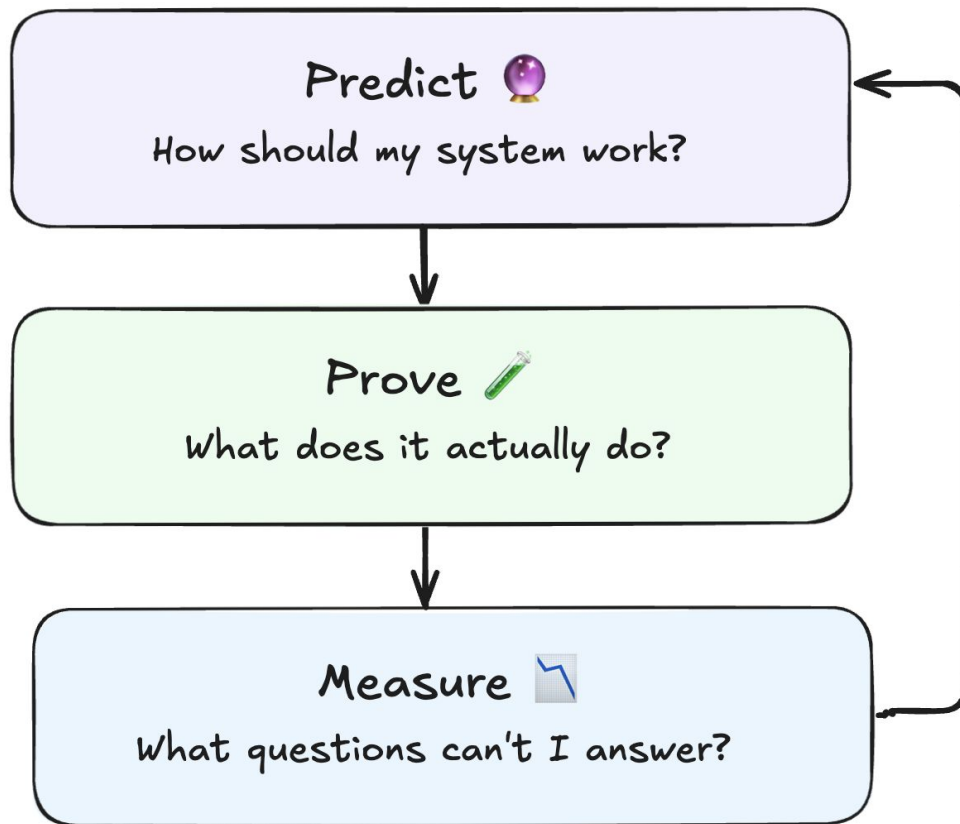 Predict 🔮
How should my system work?
Prove 🧪
What does it actually do?
Measure 📉
What questions can't I answer?